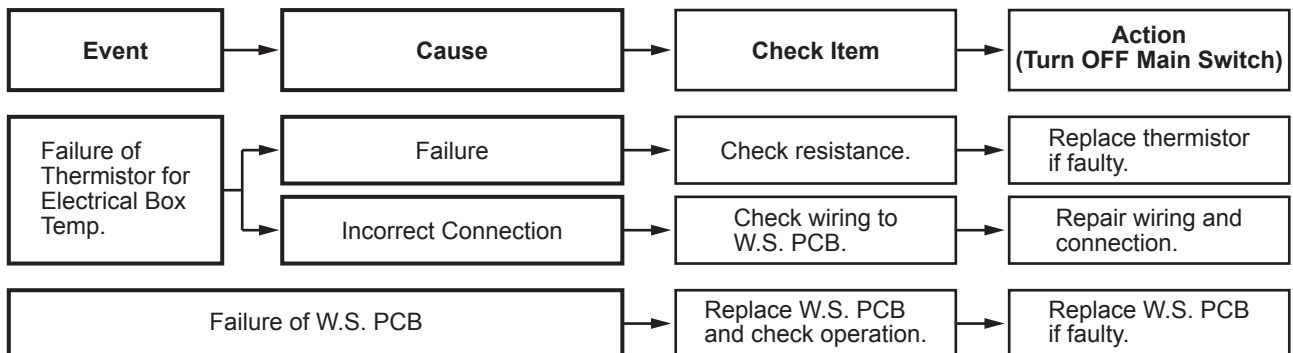 Event
Cause
Check Item
Action
(Turn OFF Main Switch)
Failure of
Thermistor for
Electrical Box
Temp.
Failure
Check resistance.
Replace thermistor
if faulty.
Incorrect Connection
Check wiring to
W.S. PCB.
Repair wiring and
connection.
Failure of W.S. PCB
Replace W.S. PCB
and check operation.
Replace W.S. PCB
if faulty.